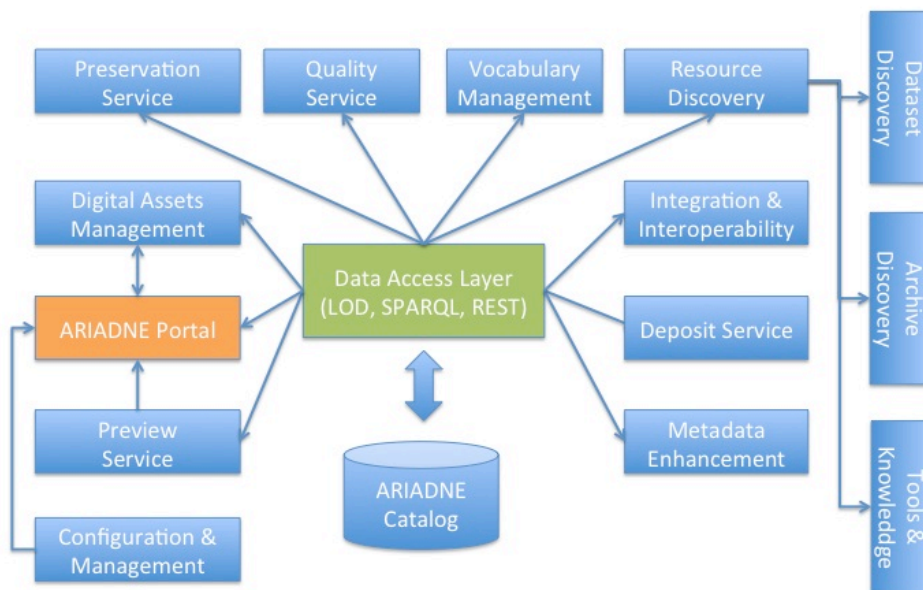 Preservation
Service
Quality
Service
Vocabulary
Management
Resource
Discovery
Dataset
Discovery
Digital Assets
Management
Integration &
Interoperability
Data Access Layer
(LOD, SPARQL, REST)
ARIADNE Portal
Deposit Service
Archive
Discovery
Preview
Service
Metadata
Enhancement
ARIADNE
Catalog
Tools &
Knowleddge
Configuration &
Management